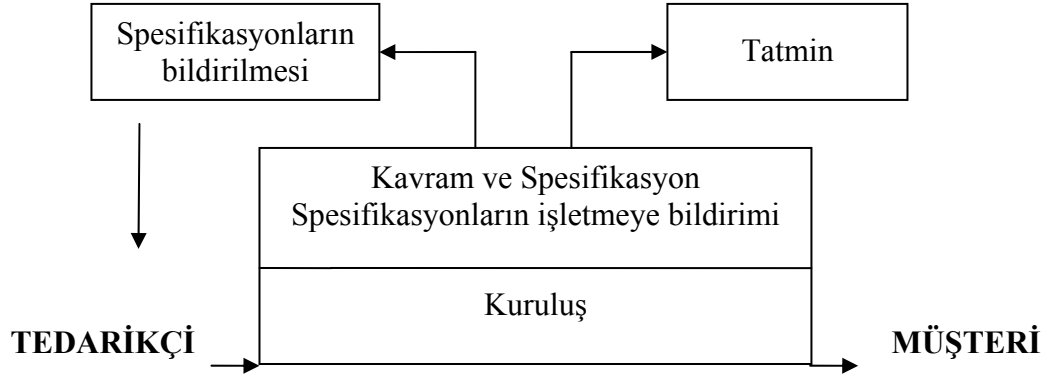 Spesifikasyonların
bildirilmesi
Tatmin
Kavram ve Spesifikasyon
Spesifikasyonların işletmeye bildirimi
Kuruluş
TEDARİKÇİ
MÜŞTERİ